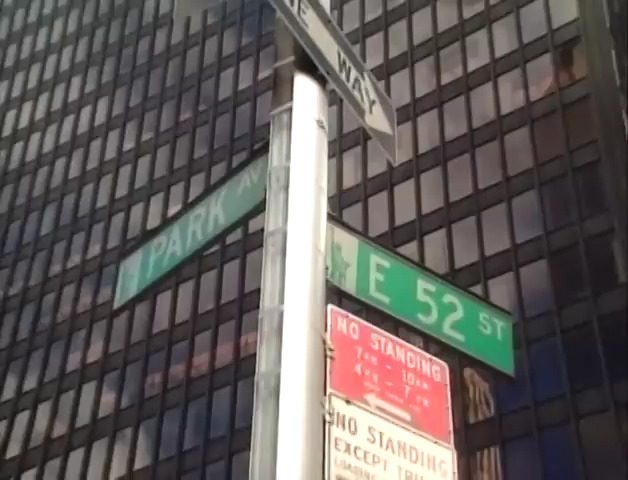 WAY
PARK AV
E 52 ST
NO STANDING
7AM - 10AM
4PM - 7PM
NO STANDING
EXCEPT